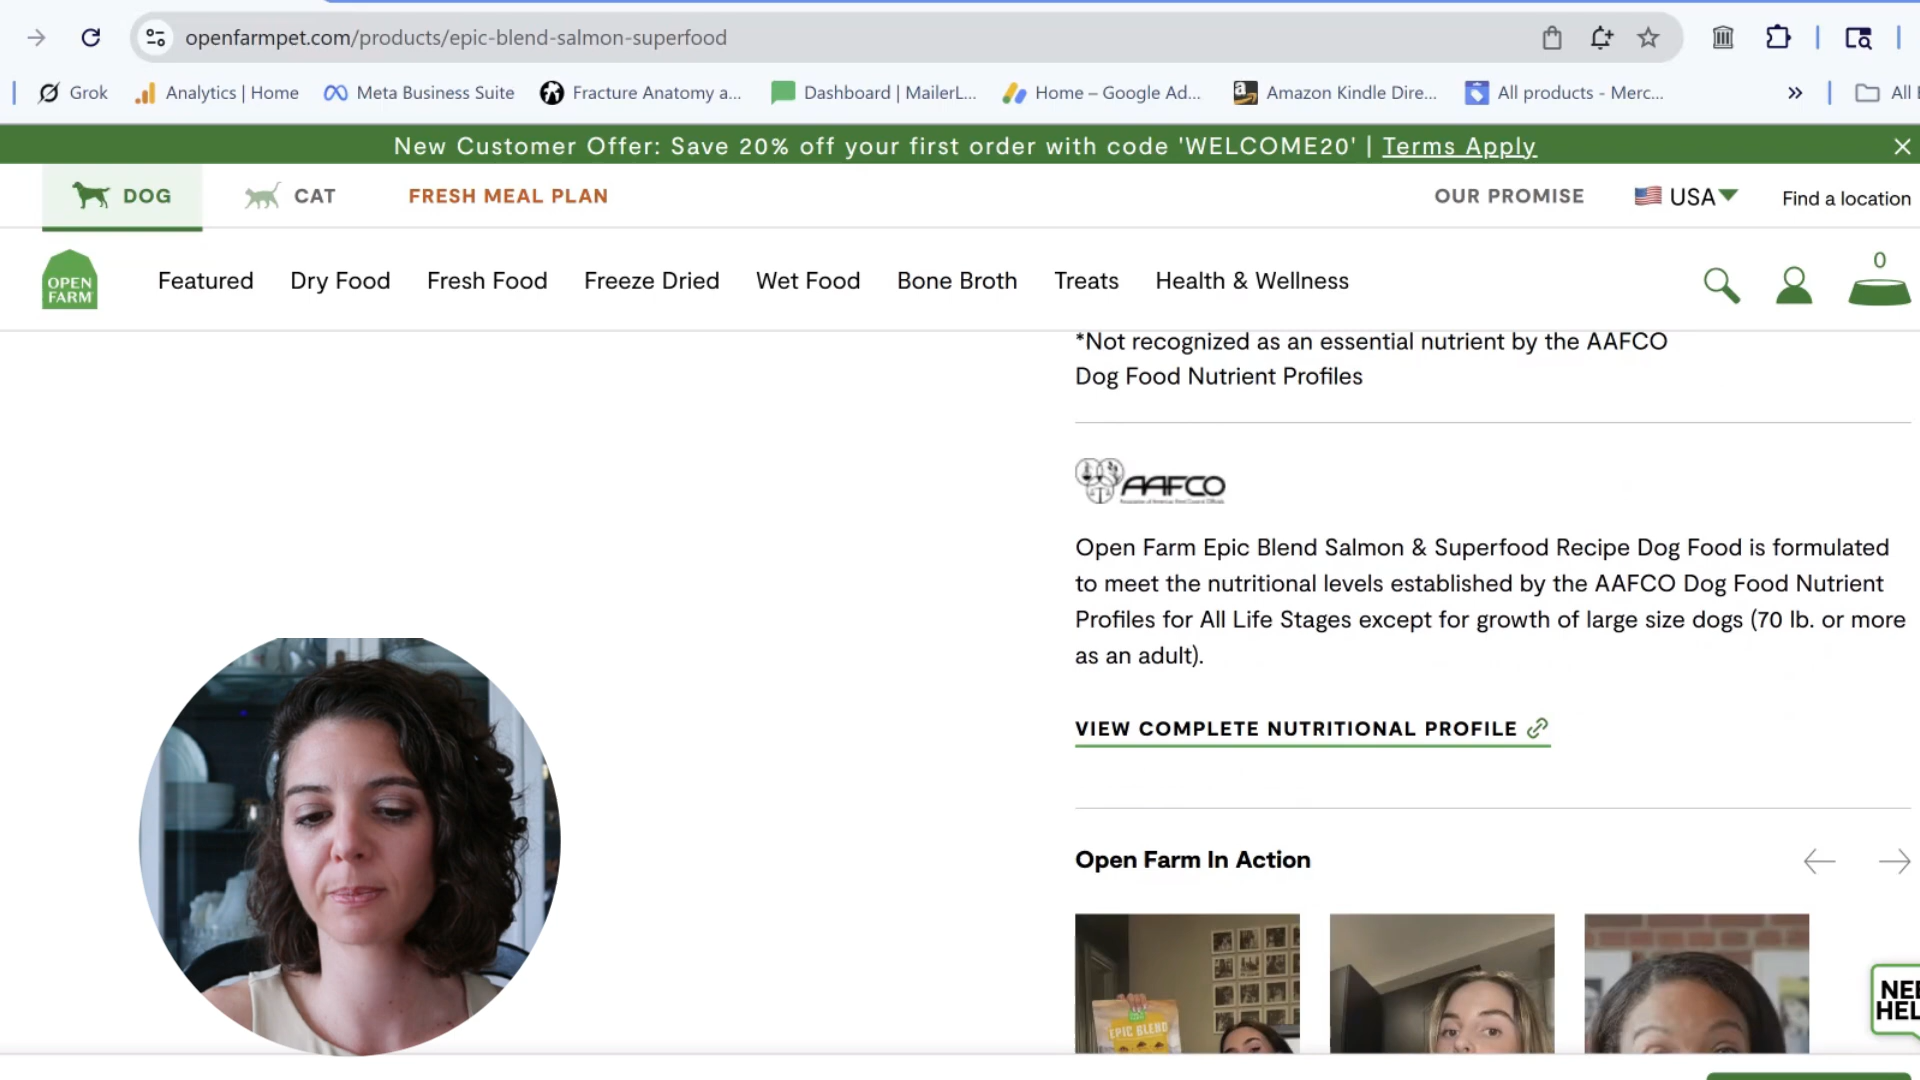 openfarmpet.com/products/epic-blend-salmon-superfood
Grok
Analytics | Home
Meta Business Suite
Fracture Anatomy a...
Dashboard | MailerL...
Home – Google Ad...
Amazon Kindle Dire...
All products - Merc...
»
All
New Customer Offer: Save 20% off your first order with code 'WELCOME20' | Terms Apply
DOG
CAT
FRESH MEAL PLAN
OUR PROMISE
USA
Find a location
OPEN
FARM
Featured
Dry Food
Fresh Food
Freeze Dried
Wet Food
Bone Broth
Treats
Health & Wellness
0
*Not recognized as an essential nutrient by the AAFCO
Dog Food Nutrient Profiles
AAFCO
Open Farm Epic Blend Salmon & Superfood Recipe Dog Food is formulated
to meet the nutritional levels established by the AAFCO Dog Food Nutrient
Profiles for All Life Stages except for growth of large size dogs (70 lb. or more
as an adult).
VIEW COMPLETE NUTRITIONAL PROFILE
Open Farm In Action
EPIC BLEND